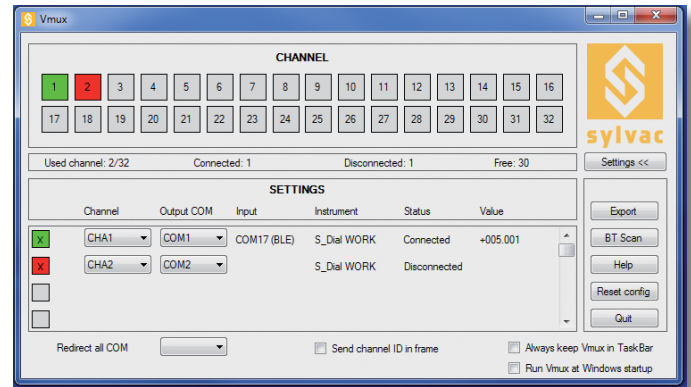 Vmux
CHANNEL
1 2 3 4 5 6 7 8 9 10 11 12 13 14 15 16
17 18 19 20 21 22 23 24 25 26 27 28 29 30 31 32
sylvac
Used channel: 2/32 Connected: 1 Disconnected: 1 Free: 30
Settings <<
SETTINGS
Channel Output COM Input Instrument Status Value
X CHA1 COM1 COM17 (BLE) S_Dial WORK Connected +005.001
X CHA2 COM2 S_Dial WORK Disconnected
Export
BT Scan
Help
Reset config
Quit
Redirect all COM Send channel ID in frame Always keep Vmux in TaskBar
Run Vmux at Windows startup